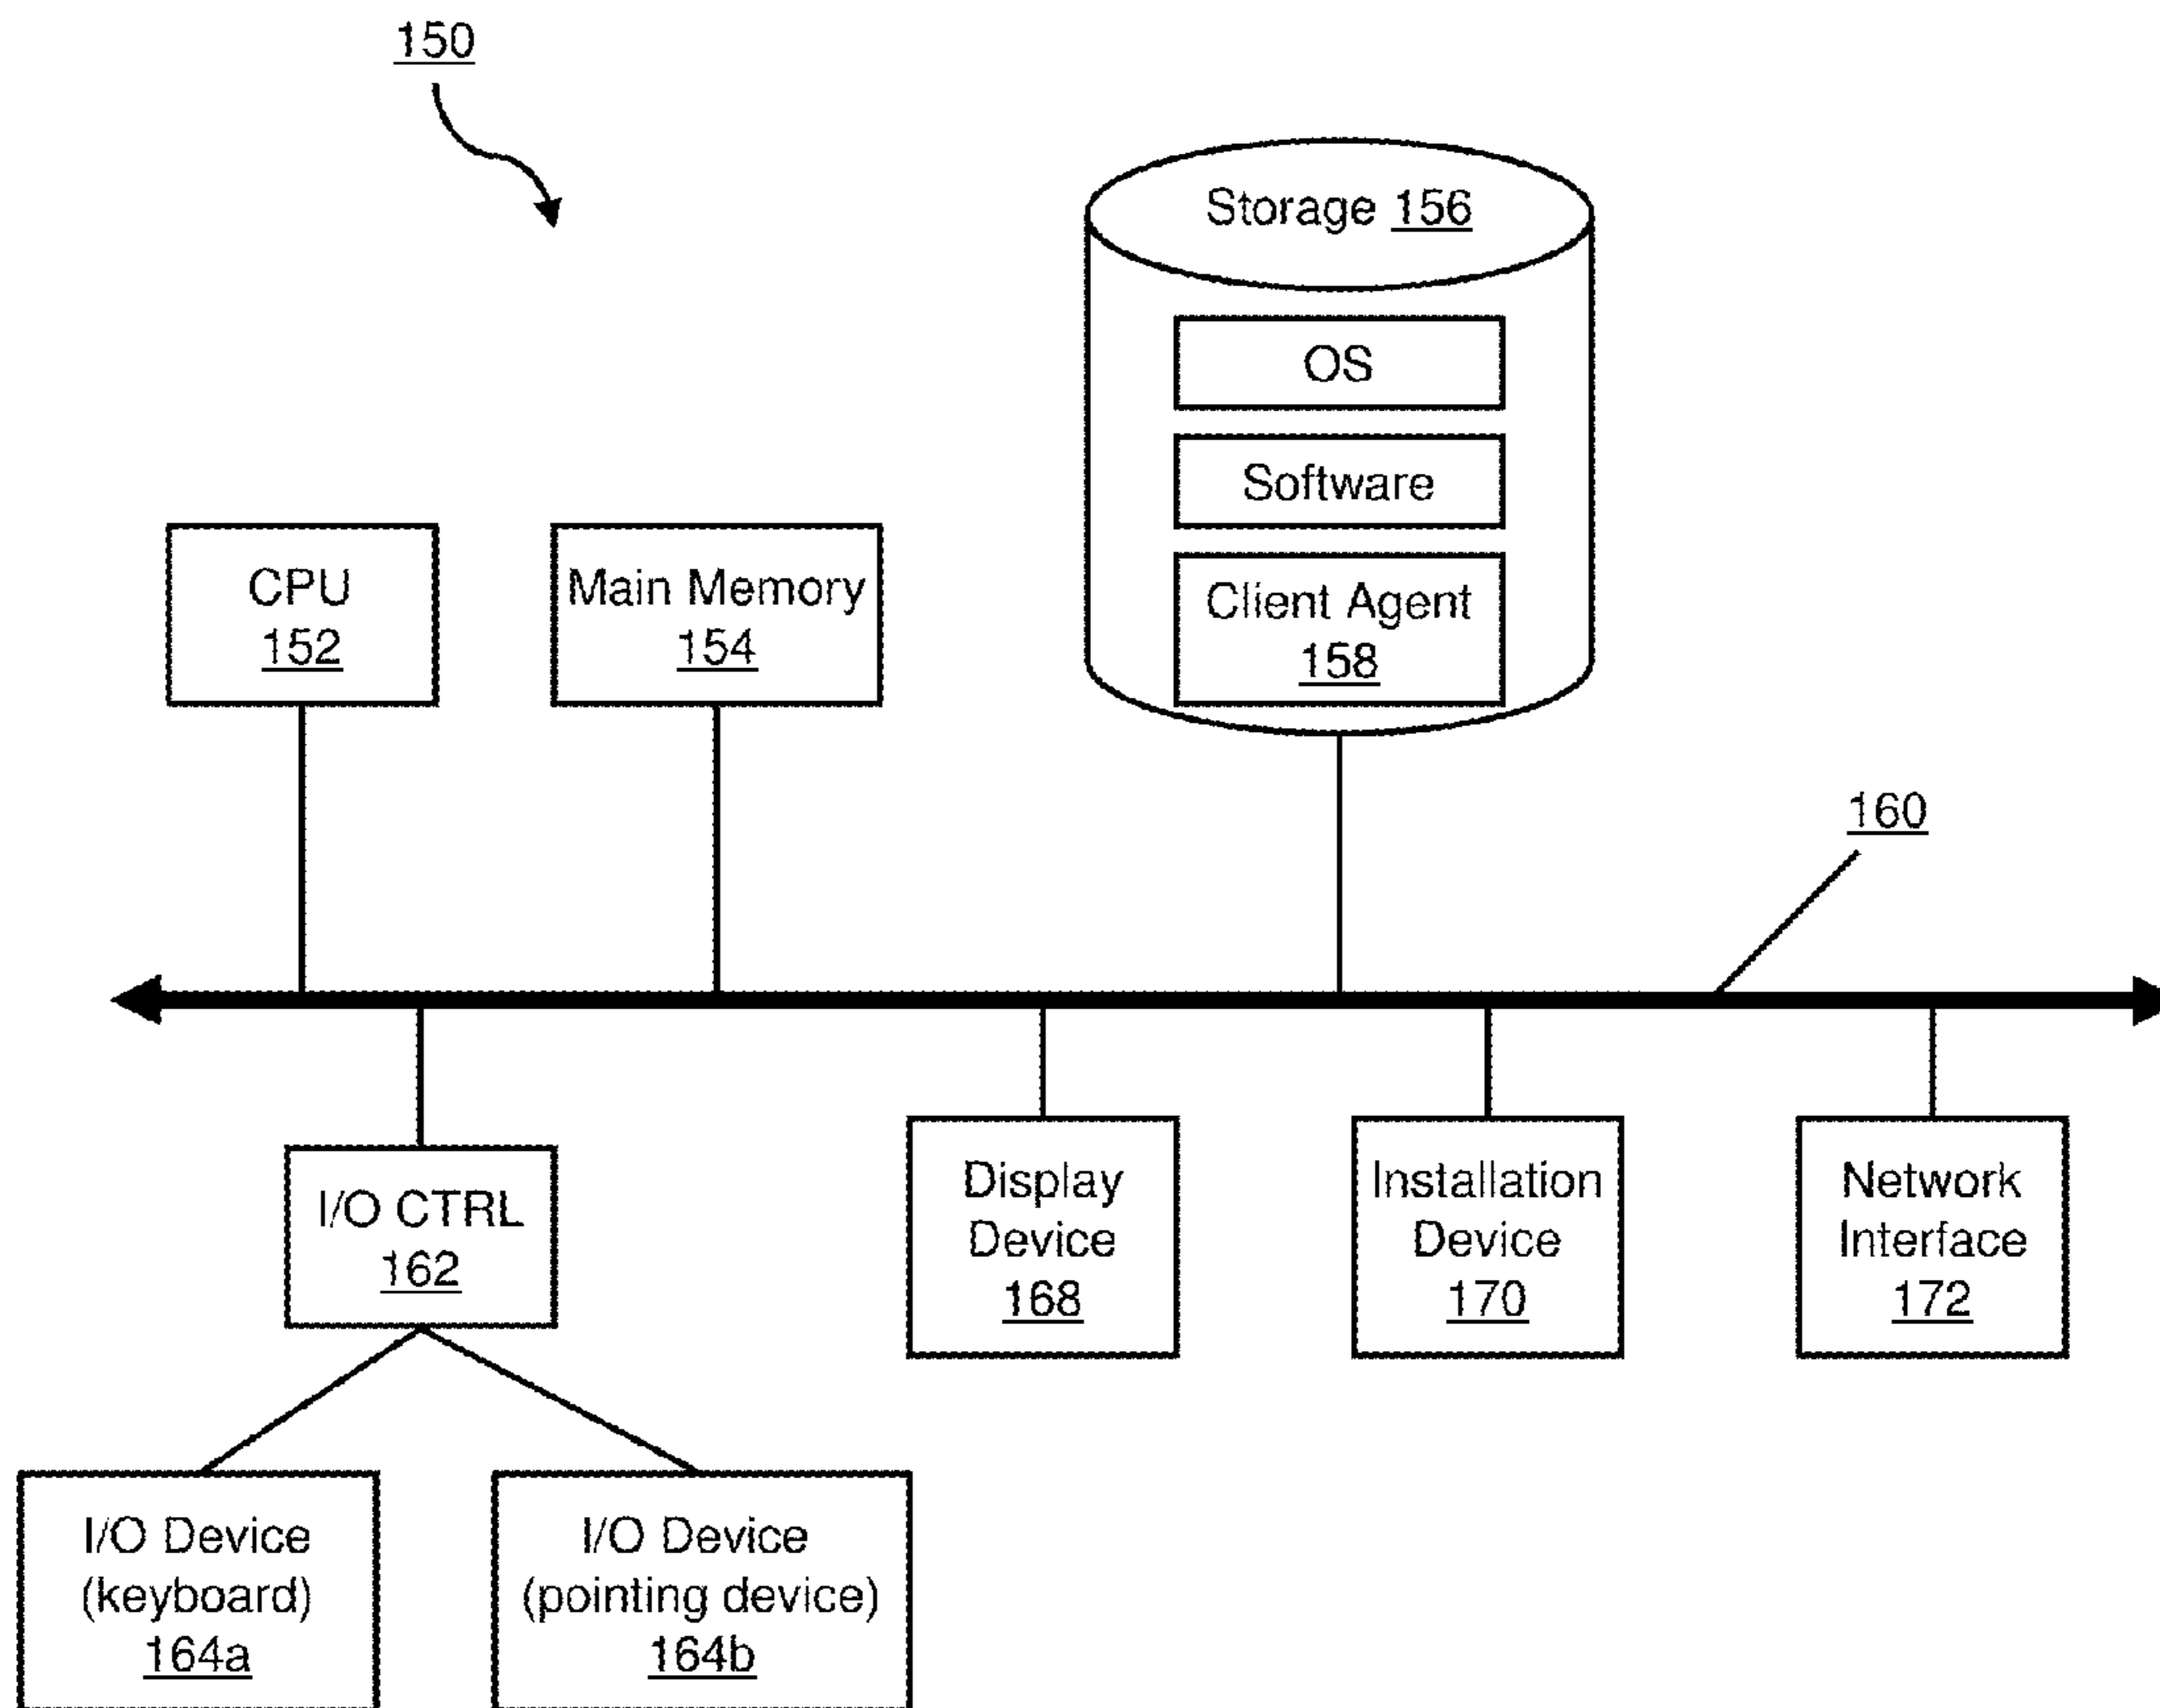 150
Storage 156
OS
Software
Client Agent
158
CPU
152
Main Memory
154
160
I/O CTRL
162
Display
Device
168
Installation
Device
170
Network
Interface
172
I/O Device
(keyboard)
164a
I/O Device
(pointing device)
164b